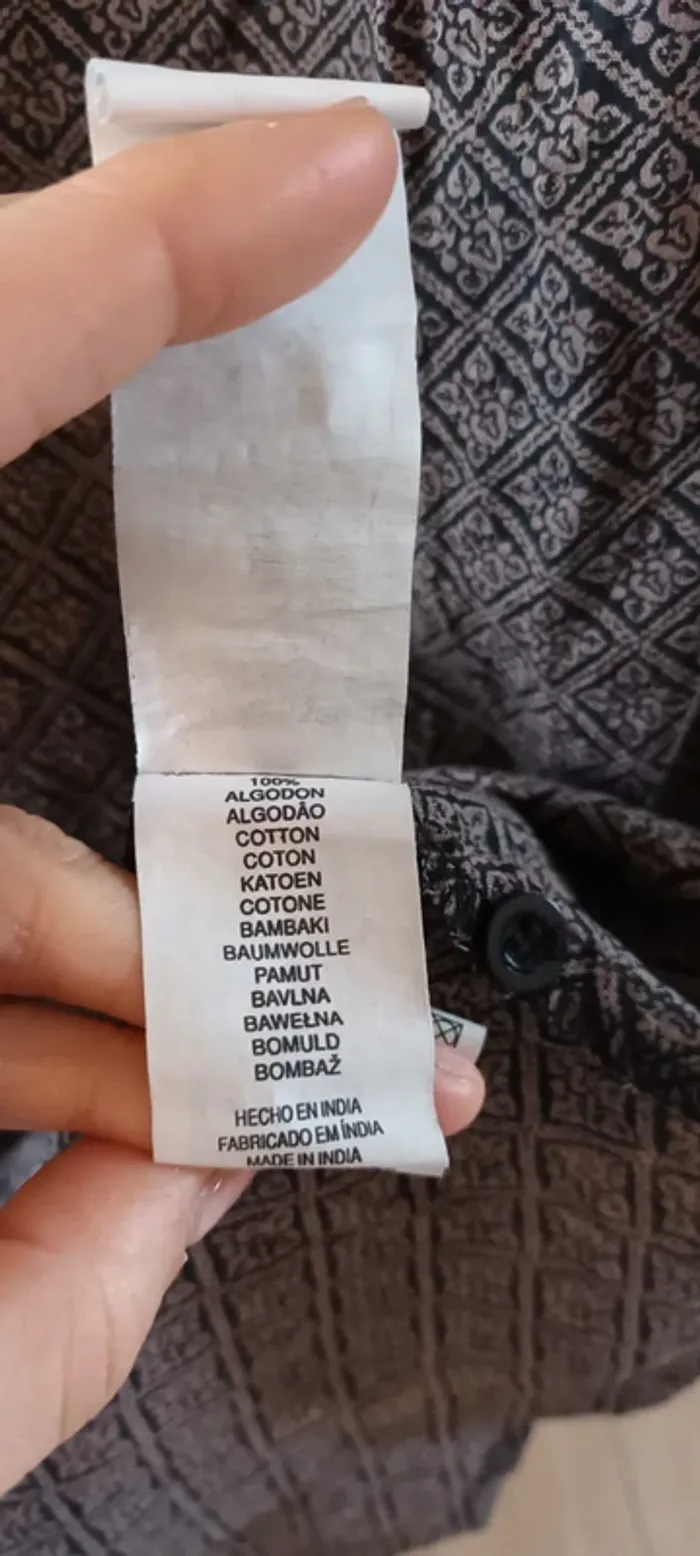 100%
ALGODON
ALGODÃO
COTTON
COTON
KATOEN
COTONE
BAMBAKI
BAUMWOLLE
PAMUT
BAVLNA
BAWEŁNA
BOMULD
BOMBAŽ
HECHO EN INDIA
FABRICADO EM ÍNDIA
MADE IN INDIA